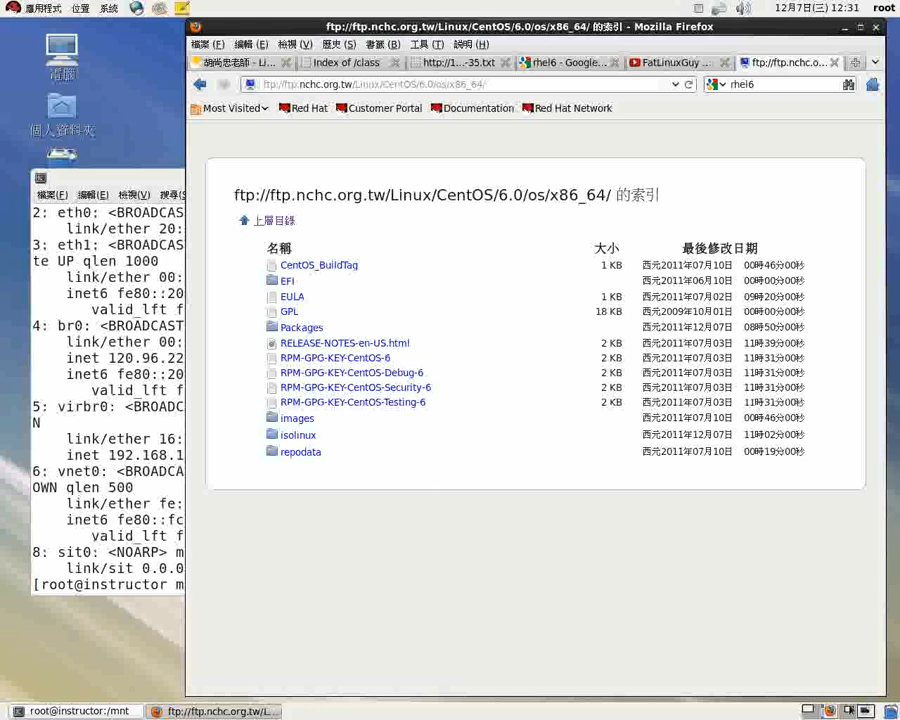 應用程式 位置 系統
12月7日(三) 12:31 root
電腦
個人資料夾
檔案(F) 編輯(E) 檢視(V) 搜尋(S
2: eth0: <BROADCAS
link/ether 20:
3: eth1: <BROADCAS
te UP qlen 1000
link/ether 00:
inet6 fe80::20
valid_lft f
4: br0: <BROADCAST
link/ether 00:
inet 120.96.22
inet6 fe80::20
valid_lft f
5: virbr0: <BROADC
N
link/ether 16:
inet 192.168.1
6: vnet0: <BROADCA
OWN qlen 500
link/ether fe:
inet6 fe80::fc
valid_lft f
8: sit0: <NOARP> m
link/sit 0.0.0
[root@instructor m
ftp://ftp.nchc.org.tw/Linux/CentOS/6.0/os/x86_64/ 的索引 - Mozilla Firefox
檔案 (F) 編輯 (E) 檢視 (V) 歷史 (S) 書籤 (B) 工具 (T) 說明 (H)
胡尚忠老師 - Li... Index of /class http://1...-35.txt rhel6 - Google... FatLinuxGuy ... ftp://ftp.nchc.o...
ftp://ftp.nchc.org.tw/Linux/CentOS/6.0/os/x86_64/ rhel6
Most Visited Red Hat Customer Portal Documentation Red Hat Network
ftp://ftp.nchc.org.tw/Linux/CentOS/6.0/os/x86_64/ 的索引
上層目錄
名稱 大小 最後修改日期
CentOS_BuildTag 1 KB 西元2011年07月10日 00時46分00秒
EFI 西元2011年06月10日 00時00分00秒
EULA 1 KB 西元2011年07月02日 09時20分00秒
GPL 18 KB 西元2009年10月01日 00時00分00秒
Packages 西元2011年12月07日 08時50分00秒
RELEASE-NOTES-en-US.html 2 KB 西元2011年07月03日 11時39分00秒
RPM-GPG-KEY-CentOS-6 2 KB 西元2011年07月03日 11時31分00秒
RPM-GPG-KEY-CentOS-Debug-6 2 KB 西元2011年07月03日 11時31分00秒
RPM-GPG-KEY-CentOS-Security-6 2 KB 西元2011年07月03日 11時31分00秒
RPM-GPG-KEY-CentOS-Testing-6 2 KB 西元2011年07月03日 11時31分00秒
images 西元2011年07月10日 00時46分00秒
isolinux 西元2011年12月07日 11時02分00秒
repodata 西元2011年07月10日 00時19分00秒
root@instructor:/mnt
ftp://ftp.nchc.org.tw/L...